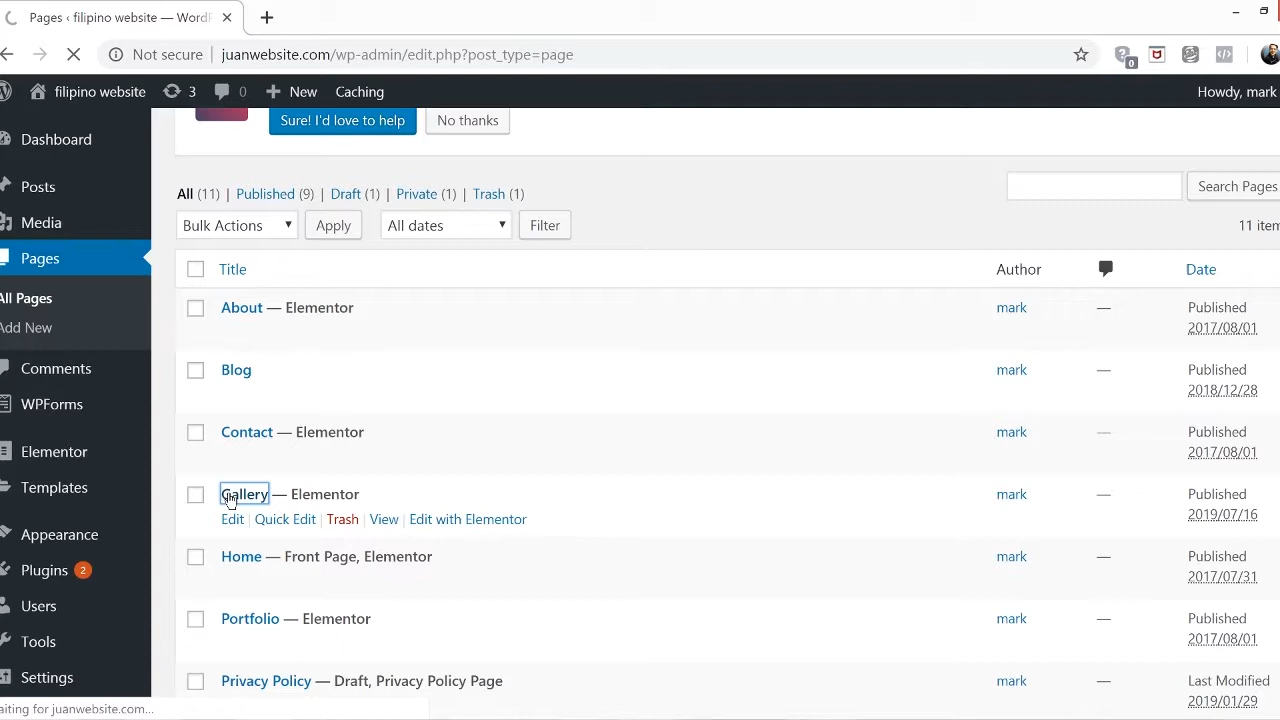 Pages ‹ filipino website — WordP
Not secure | juanwebsite.com/wp-admin/edit.php?post_type=page
0
filipino website 3 0 New Caching Howdy, mark
Sure! I'd love to help No thanks
Dashboard
Posts
Media
Pages
All Pages
Add New
Comments
WPForms
Elementor
Templates
Appearance
Plugins 2
Users
Tools
Settings
All (11) | Published (9) | Draft (1) | Private (1) | Trash (1)
Search Pages
Bulk Actions Apply All dates Filter
11 item
Title Author Date
About — Elementor mark — Published
2017/08/01
Blog mark — Published
2018/12/28
Contact — Elementor mark — Published
2017/08/01
Gallery — Elementor mark — Published
Edit | Quick Edit | Trash | View | Edit with Elementor 2019/07/16
Home — Front Page, Elementor mark — Published
2017/07/31
Portfolio — Elementor mark — Published
2017/08/01
Privacy Policy — Draft, Privacy Policy Page mark — Last Modified
2019/01/29
aiting for juanwebsite.com...